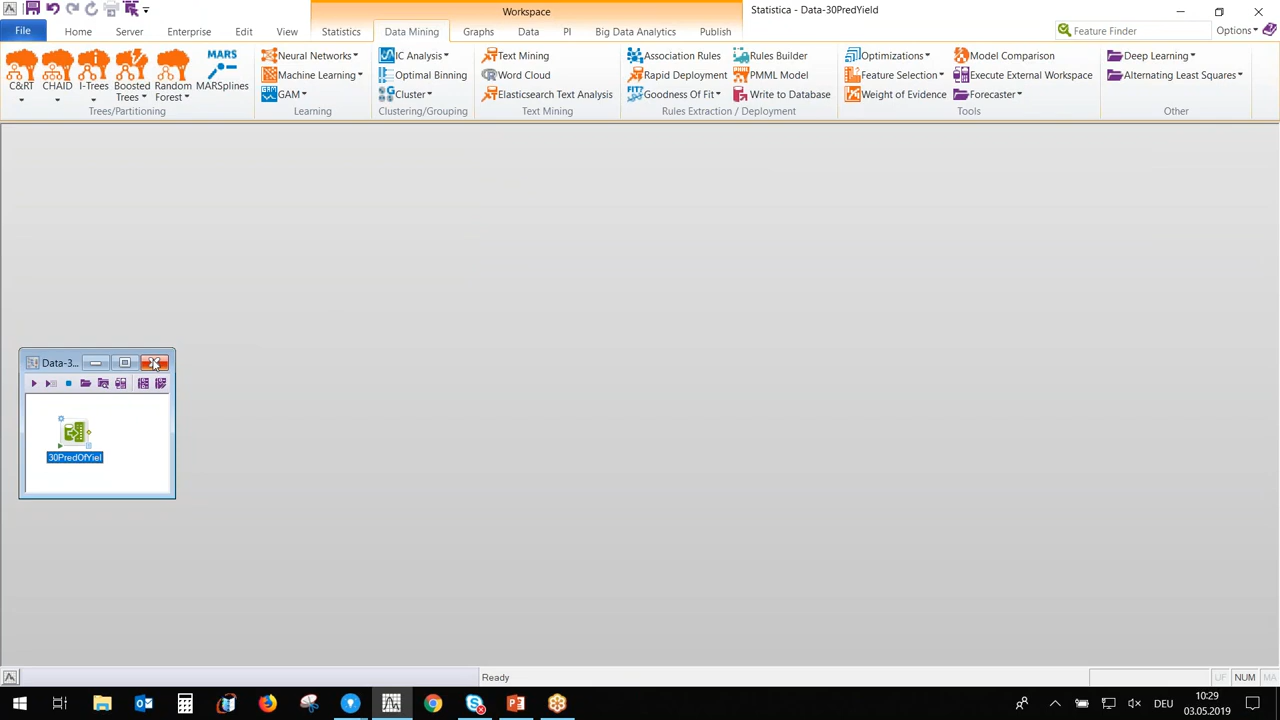 Workspace
Statistica - Data-30PredYield
File Home Server Enterprise Edit View Statistics Data Mining Graphs Data PI Big Data Analytics Publish
Feature Finder
Options
C&RT CHAID I-Trees Boosted Trees Random Forest MARSplines
MARS
Trees/Partitioning
Neural Networks
Machine Learning
GAM
Learning
IC Analysis
Optimal Binning
Cluster
Clustering/Grouping
Text Mining
Word Cloud
Elasticsearch Text Analysis
Text Mining
Association Rules Rules Builder
Rapid Deployment PMML Model
Goodness Of Fit Write to Database
Rules Extraction / Deployment
Optimizations Model Comparison
Feature Selection Execute External Workspace
Weight of Evidence Forecaster
Tools
Deep Learning
Alternating Least Squares
Other
Data-3...
30PredOfYiel
Ready
UF NUM MA
DEU
10:29
03.05.2019